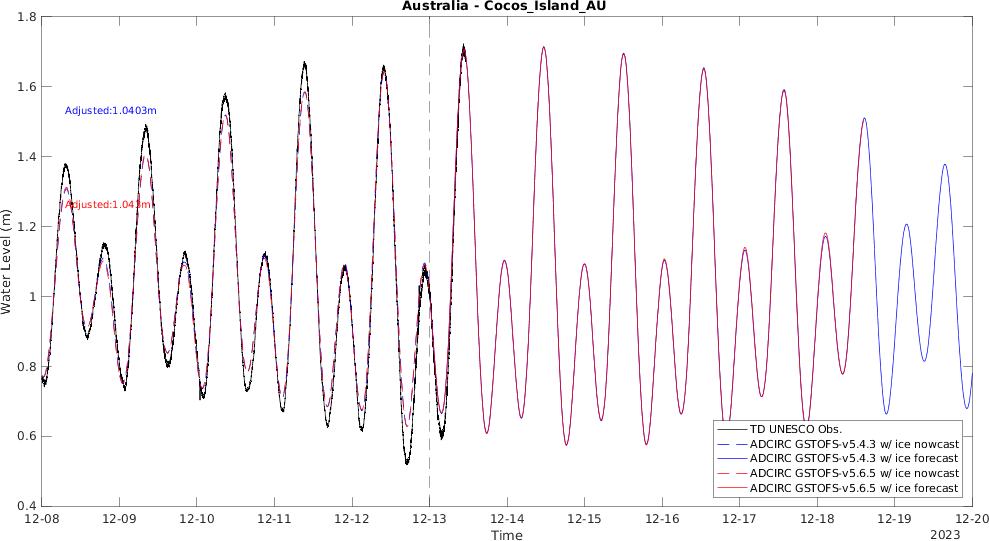 Australia - Cocos_Island_AU
1.8
1.6
1.4
1.2
1
0.8
0.6
0.4
Water Level (m)
Adjusted:1.0403m
Adjusted:1.043m
TD UNESCO Obs.
ADCIRC GSTOFS-v5.4.3 w/ ice nowcast
ADCIRC GSTOFS-v5.4.3 w/ ice forecast
ADCIRC GSTOFS-v5.6.5 w/ ice nowcast
ADCIRC GSTOFS-v5.6.5 w/ ice forecast
12-08 12-09 12-10 12-11 12-12 12-13 12-14 12-15 12-16 12-17 12-18 12-19 12-20
Time
2023